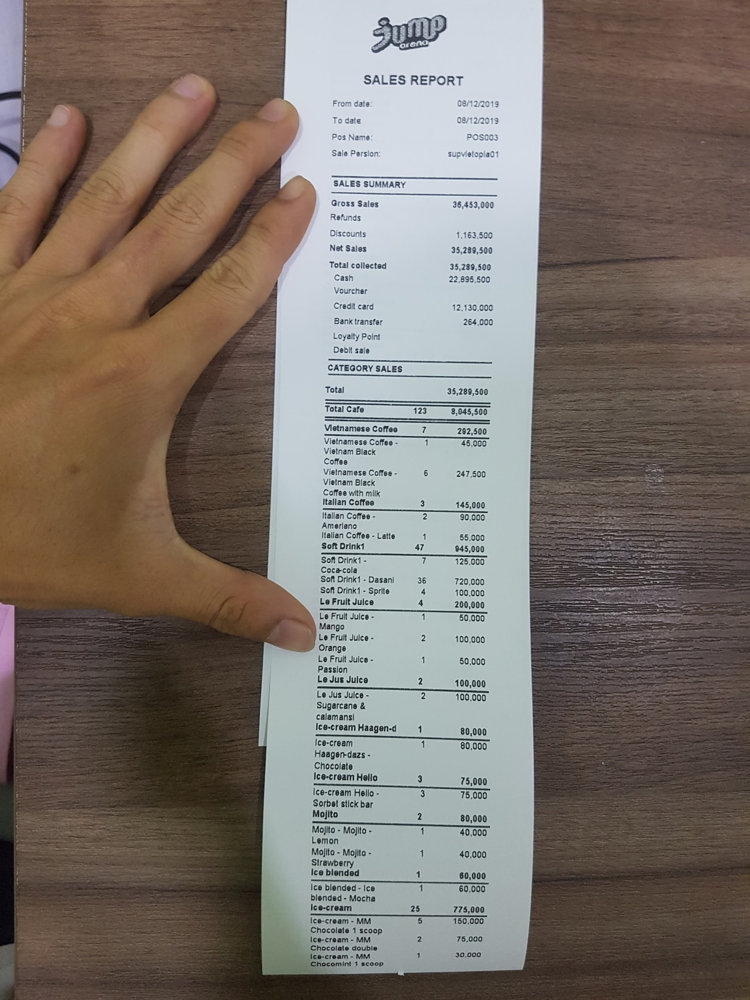 Jump
arena
SALES REPORT
From date: 08/12/2019
To date 08/12/2019
Pos Name: POS003
Sale Persion: supvietopia01
SALES SUMMARY
Gross Sales 36,453,000
Refunds
Discounts 1,163,500
Net Sales 35,289,500
Total collected 35,289,500
Cash 22,895,500
Vourcher
Credit card 12,130,000
Bank transfer 264,000
Loyalty Point
Debit sale
CATEGORY SALES
Total 35,289,500
Total Cafe 123 8,045,500
Vietnamese Coffee 7 292,500
Vietnamese Coffee - 1 45,000
Vietnam Black
Coffee
Vietnamese Coffee - 6 247,500
Vietnam Black
Coffee with milk
Italian Coffee 3 145,000
Italian Coffee - 2 90,000
Ameriano
Italian Coffee - Latte 1 55,000
Soft Drink1 47 945,000
Soft Drink1 - 7 125,000
Coca-cola
Soft Drink1 - Dasani 36 720,000
Soft Drink1 - Sprite 4 100,000
Le Fruit Juice 4 200,000
Le Fruit Juice - 1 50,000
Mango
Le Fruit Juice - 2 100,000
Orange
Le Fruit Juice - 1 50,000
Passion
Le Jus Juice 2 100,000
Le Jus Juice - 2 100,000
Sugarcane &
calamansi
Ice-cream Haagen-d 1 80,000
Ice-cream 1 80,000
Haagen-dazs -
Chocolate
Ice-cream Hello 3 75,000
Ice-cream Hello - 3 75,000
Sorbet stick bar
Mojito 2 80,000
Mojito - Mojito - 1 40,000
Lemon
Mojito - Mojito - 1 40,000
Strawberry
Ice blended 1 60,000
Ice blended - Ice 1 60,000
blended - Mocha
Ice-cream 25 775,000
Ice-cream - MM 5 150,000
Chocolate 1 scoop
Ice-cream - MM 2 75,000
Chocolate double
Ice-cream - MM 1 30,000
Chocomint 1 scoop